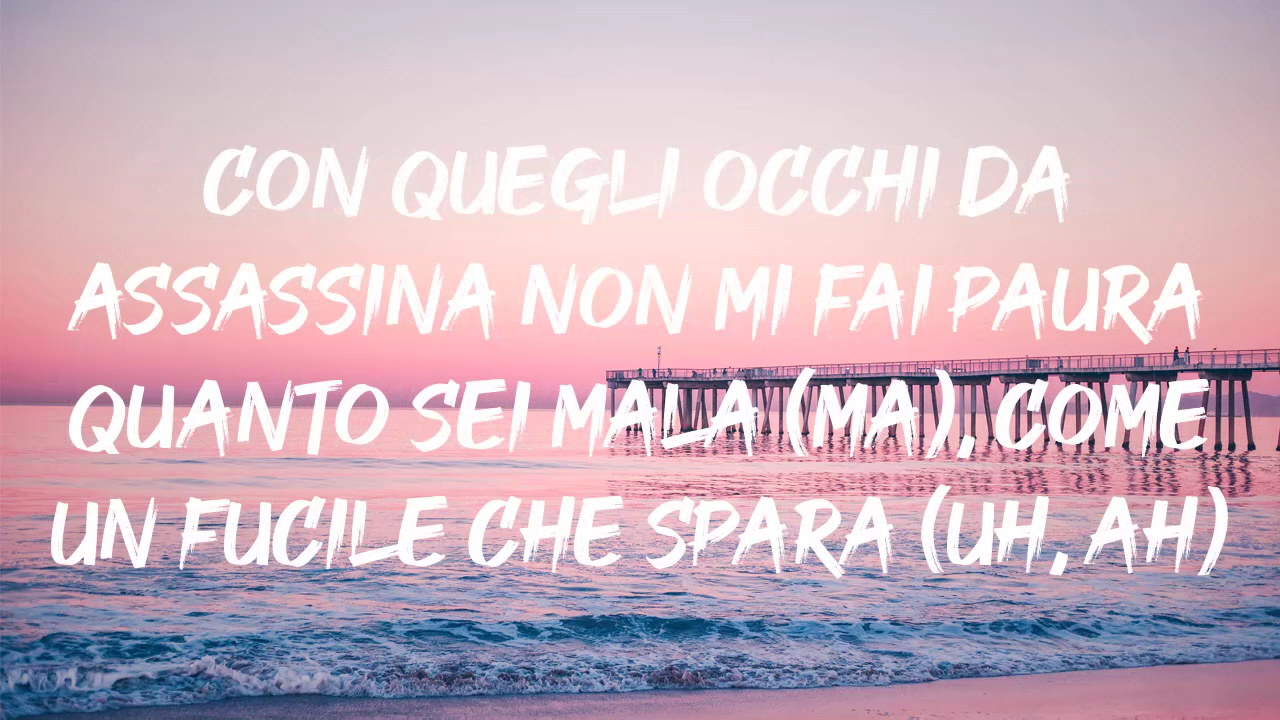 CON QUEGLI OCCHI DA
ASSASSINA NON MI FAI PAURA
QUANTO SEI MALA (MA), COME
UN FUCILE CHE SPARA (UH, AH)